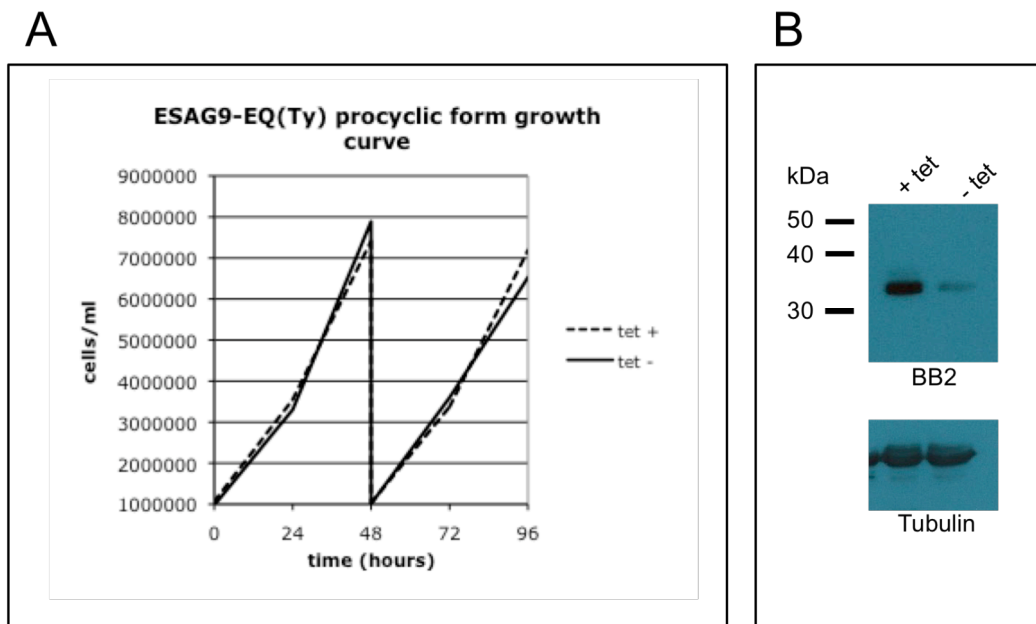 A
ESAG9-EQ(Ty) procyclic form growth
curve
9000000
8000000
7000000
6000000
5000000
4000000
3000000
2000000
1000000
cells/ml
0 24 48 72 96
time (hours)
tet +
tet -
B
kDa
+ tet - tet
50
40
30
BB2
Tubulin